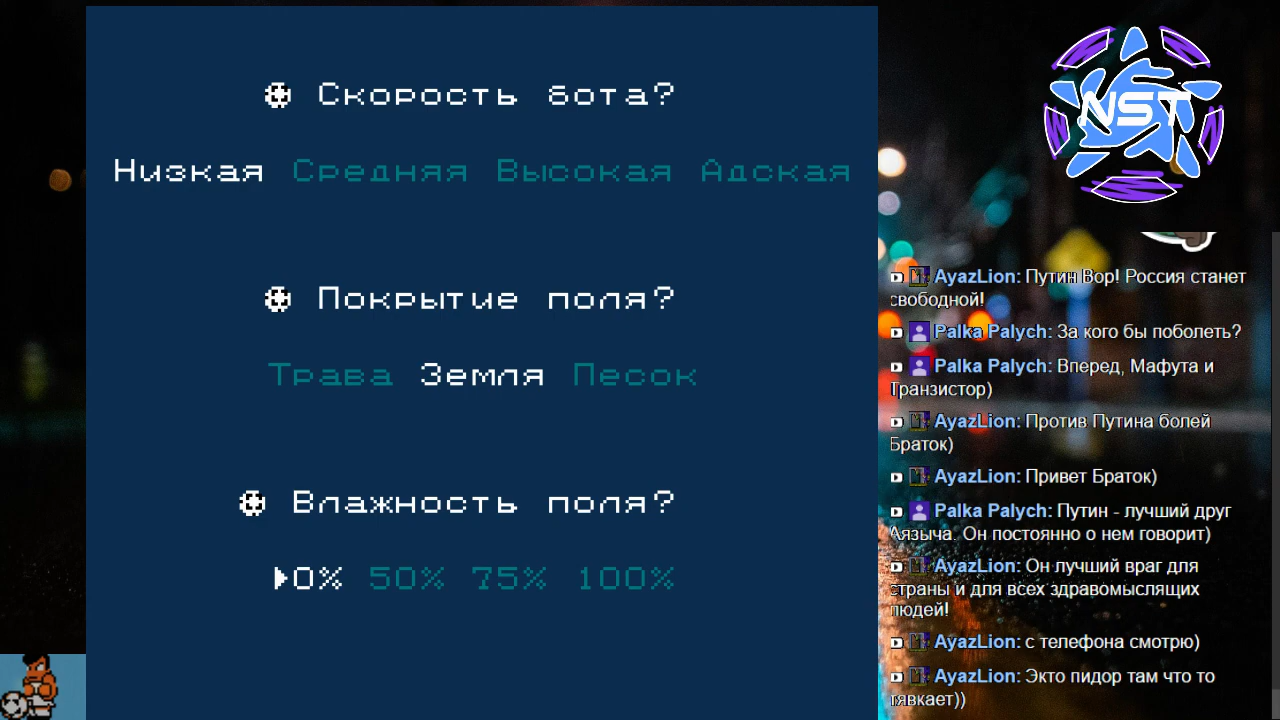 Скорость бота?
Низкая Средняя Высокая Адская
Покрытие поля?
Трава Земля Песок
Влажность поля?
0% 50% 75% 100%
NST
AyazLion: Путин Вор! Россия станет
свободной!
Palka Palych: За кого бы поболеть?
Palka Palych: Вперед, Мафута и
Транзистор)
AyazLion: Против Путина болей
Браток)
AyazLion: Привет Браток)
Palka Palych: Путин - лучший друг
Аязыча. Он постоянно о нем говорит)
AyazLion: Он лучший враг для
страны и для всех здравомыслящих
людей!
AyazLion: с телефона смотрю)
AyazLion: Экто пидор там что то
тявкает))